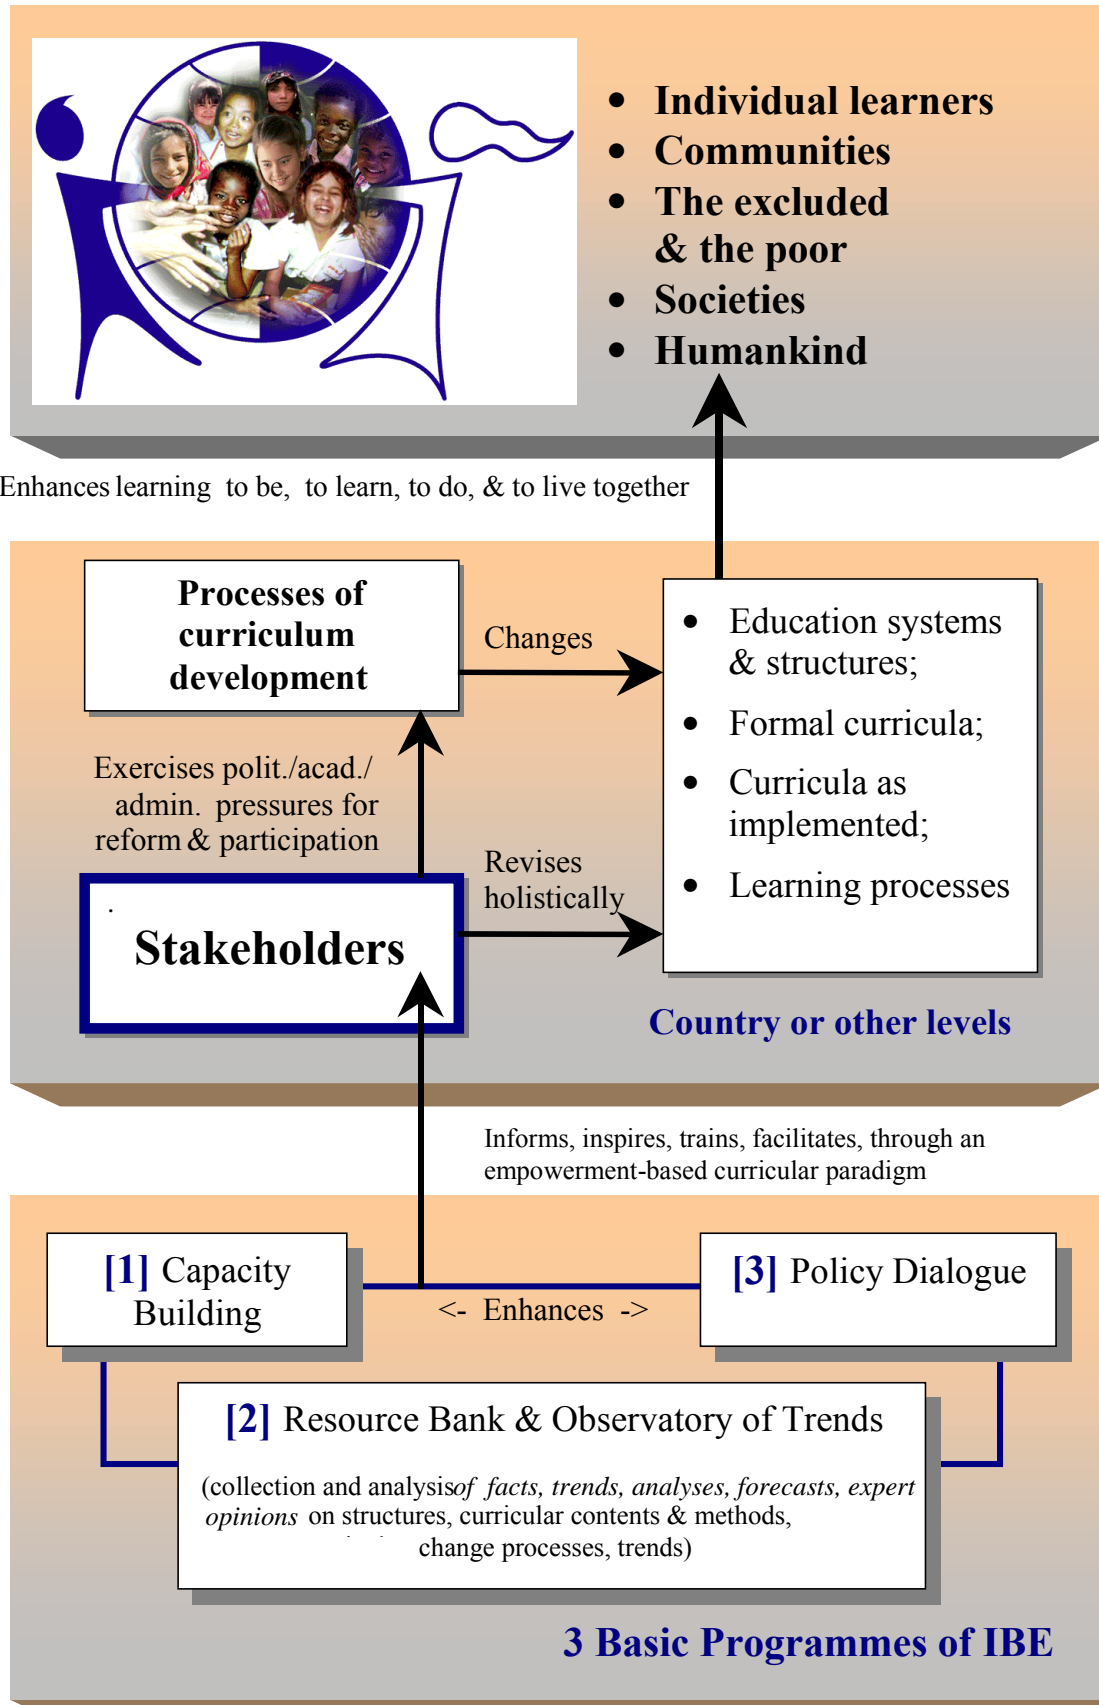 • Individual learners
• Communities
• The excluded
& the poor
• Societies
• Humankind
Enhances learning to be, to learn, to do, & to live together
Processes of
curriculum
development
Changes
• Education systems
& structures;
• Formal curricula;
• Curricula as
implemented;
• Learning processes
Exercises polit./acad./
admin. pressures for
reform & participation
Revises
holistically
.
Stakeholders
Country or other levels
Informs, inspires, trains, facilitates, through an
empowerment-based curricular paradigm
[1] Capacity
Building
<- Enhances ->
[3] Policy Dialogue
[2] Resource Bank & Observatory of Trends
(collection and analysis of facts, trends, analyses, forecasts, expert
opinions on structures, curricular contents & methods,
change processes, trends)
3 Basic Programmes of IBE